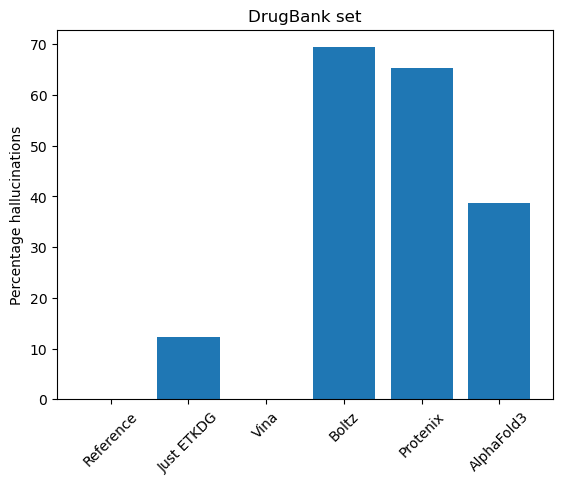 DrugBank set
Percentage hallucinations
70
60
50
40
30
20
10
0
Reference
Just ETKDG
Vina
Boltz
Protenix
AlphaFold3